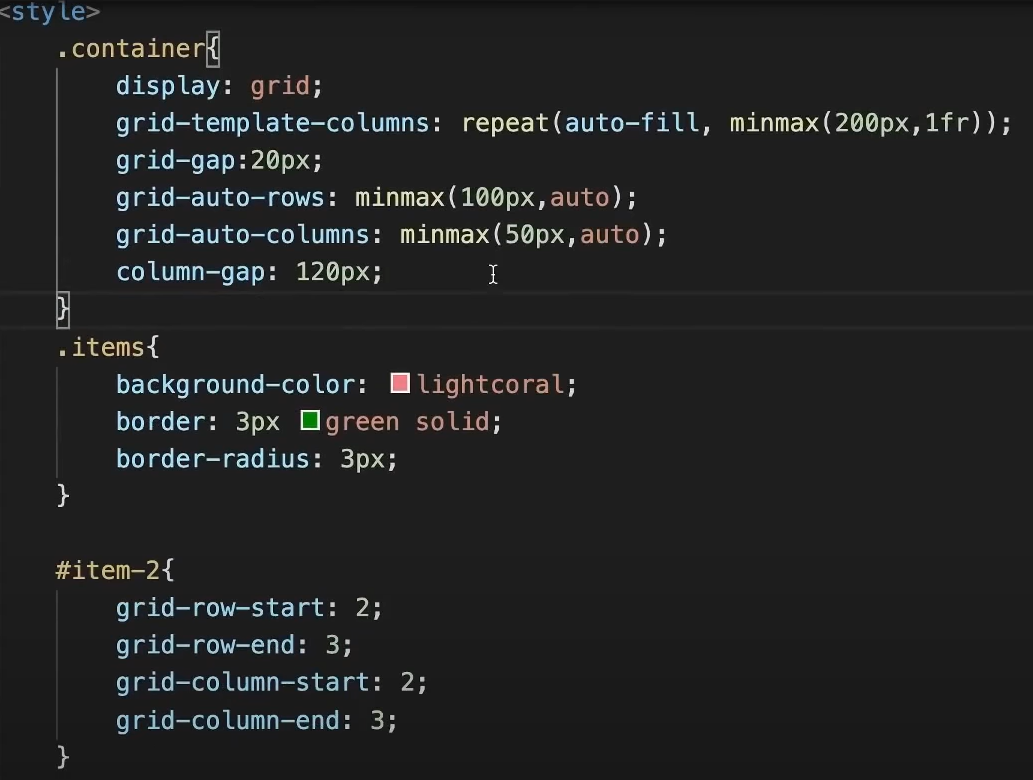 <style>
.container{
display: grid;
grid-template-columns: repeat(auto-fill, minmax(200px,1fr));
grid-gap:20px;
grid-auto-rows: minmax(100px,auto);
grid-auto-columns: minmax(50px,auto);
column-gap: 120px;
}
.items{
background-color: lightcoral;
border: 3px green solid;
border-radius: 3px;
}
#item-2{
grid-row-start: 2;
grid-row-end: 3;
grid-column-start: 2;
grid-column-end: 3;
}